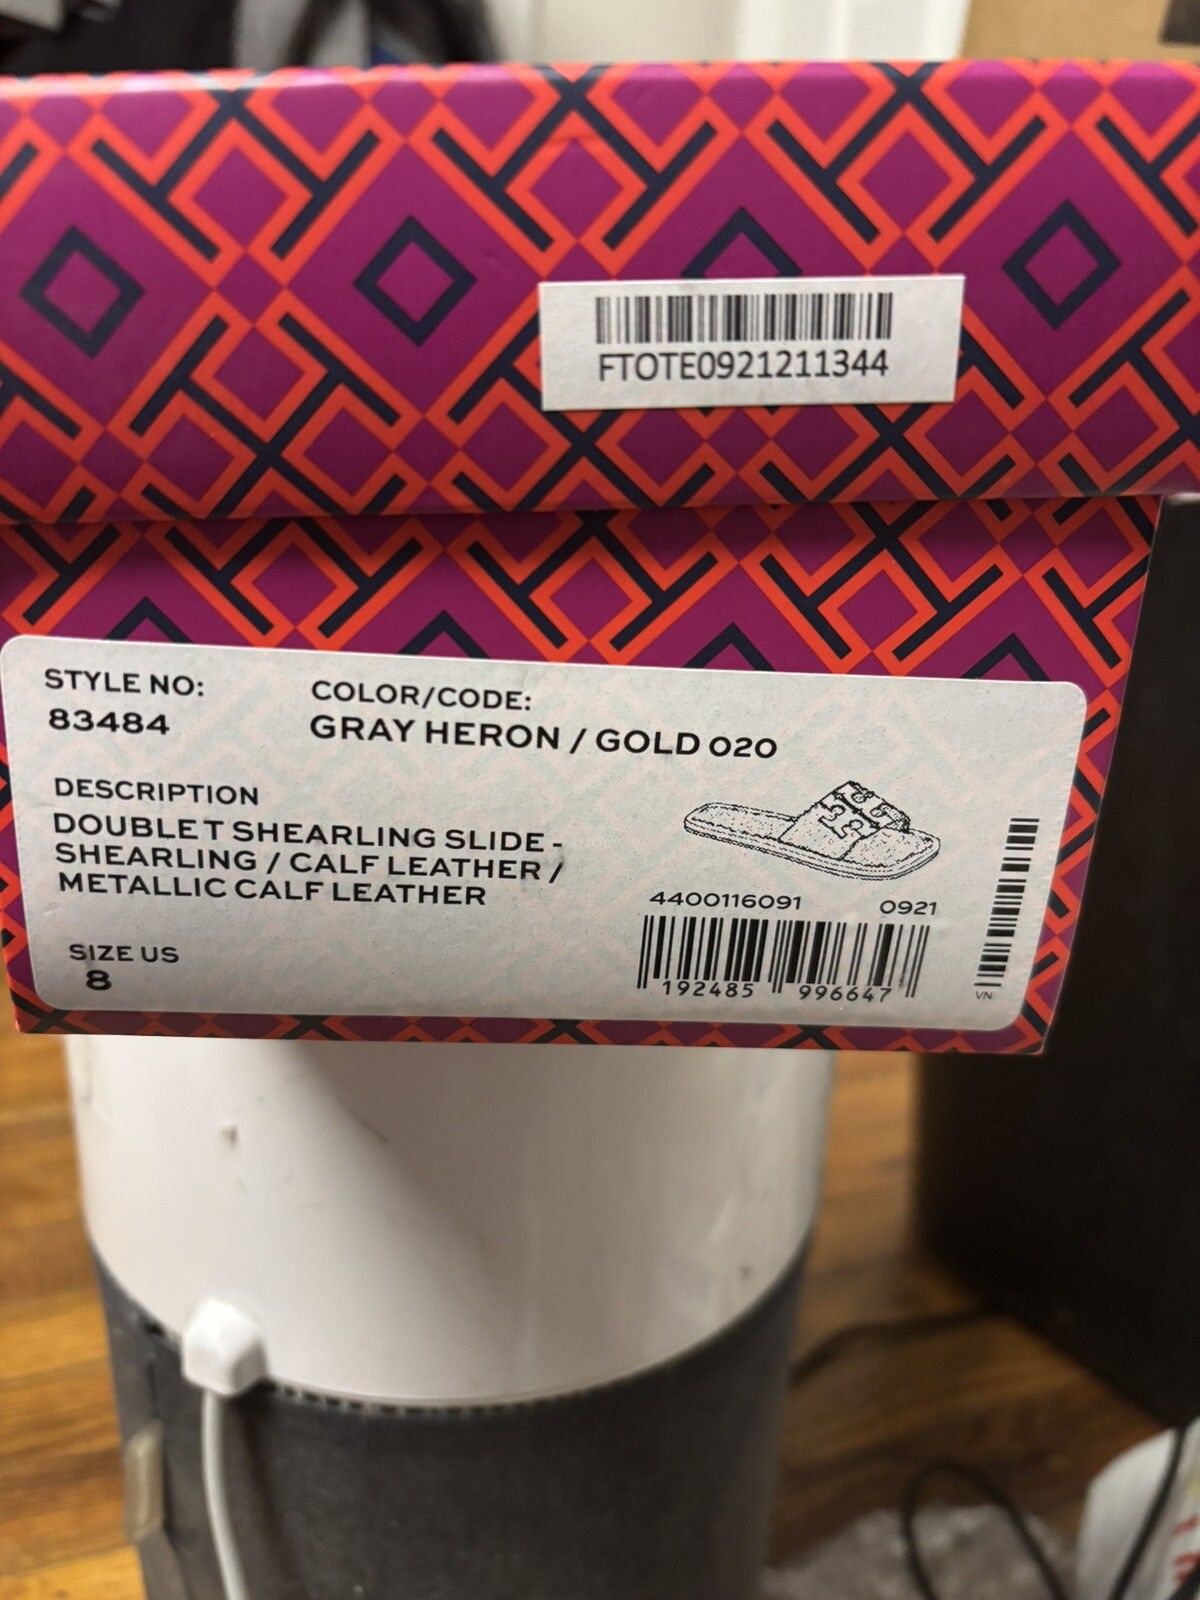 FTOTE0921211344
STYLE NO:
83484
COLOR/CODE:
GRAY HERON / GOLD 020
DESCRIPTION
DOUBLE T SHEARLING SLIDE -
SHEARLING / CALF LEATHER /
METALLIC CALF LEATHER
SIZE US
8
4400116091 0921
192485 996647
VN